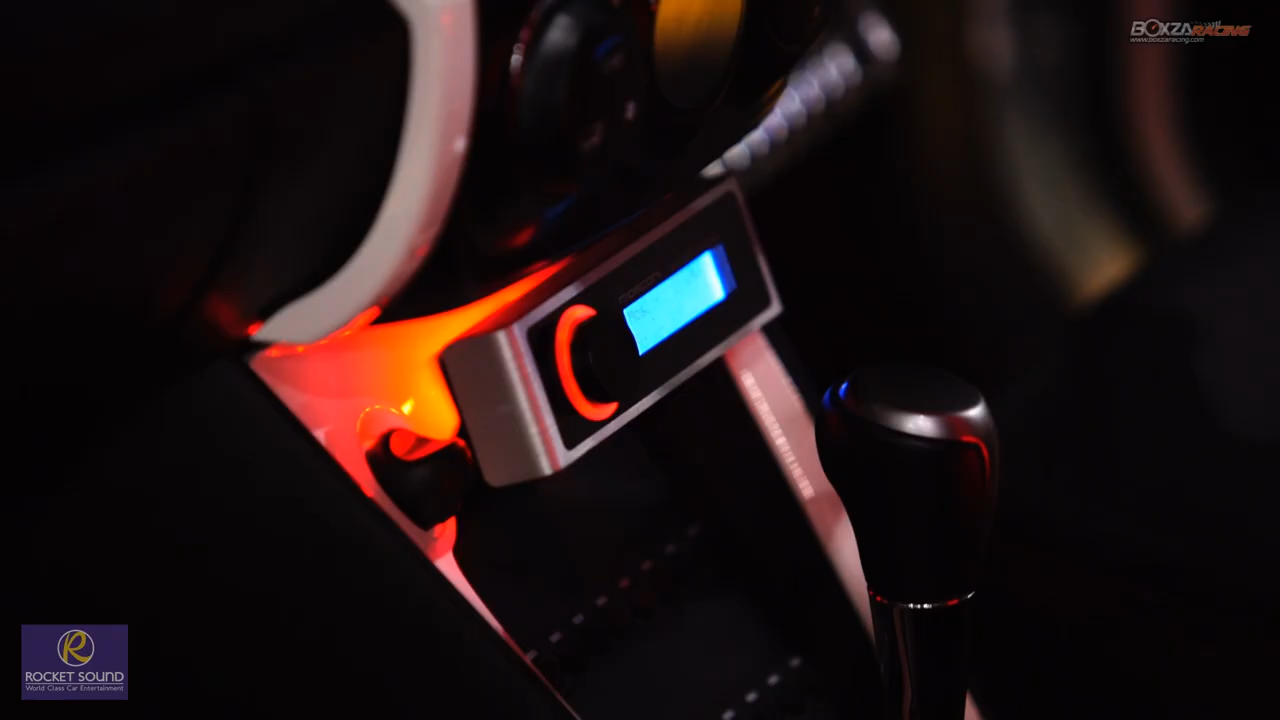 BOXZARACING
www.boxzaracing.com
R
ROCKET SOUND
World Class Car Entertainment